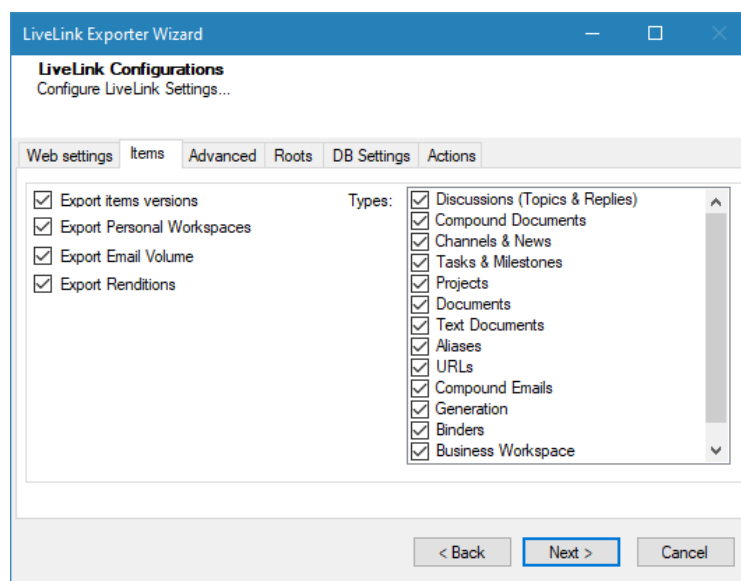 LiveLink Exporter Wizard
LiveLink Configurations
Configure LiveLink Settings...
Web settings Items Advanced Roots DB Settings Actions
Export items versions
Export Personal Workspaces
Export Email Volume
Export Renditions
Types:
Discussions (Topics & Replies)
Compound Documents
Channels & News
Tasks & Milestones
Projects
Documents
Text Documents
Aliases
URLs
Compound Emails
Generation
Binders
Business Workspace
< Back Next > Cancel